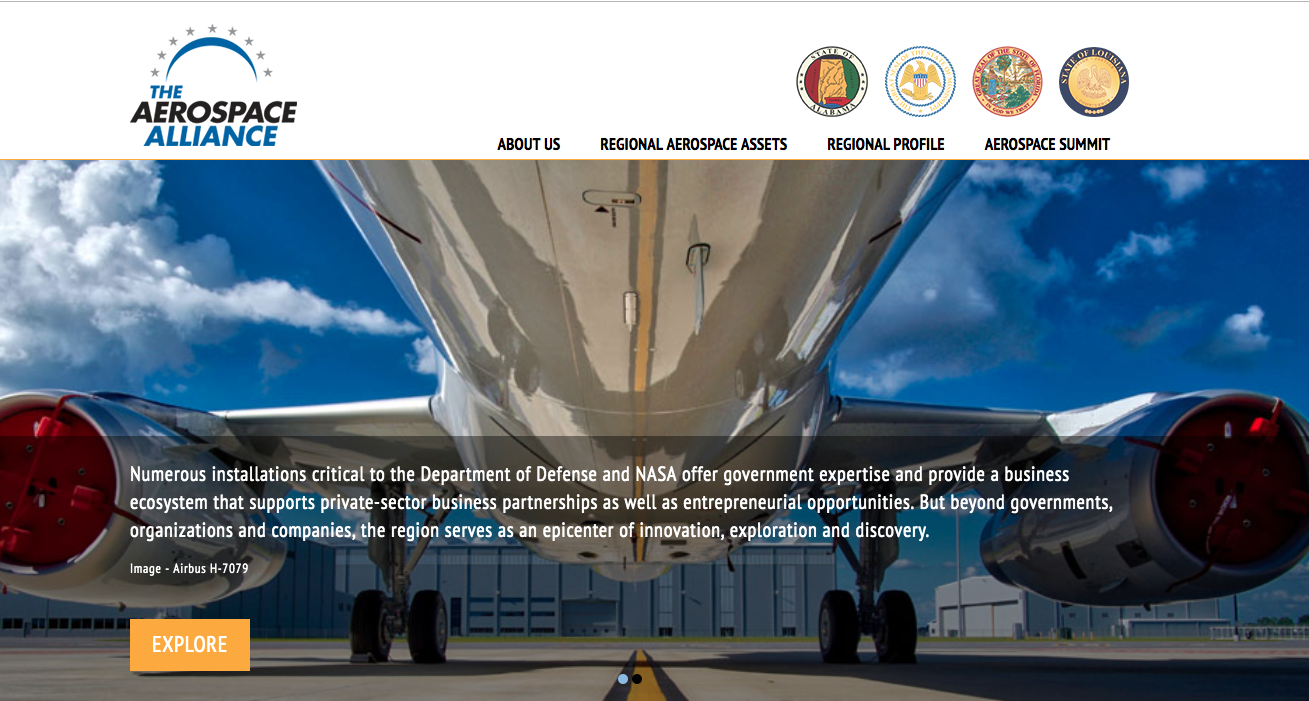 THE
AEROSPACE
ALLIANCE
STATE OF
ALABAMA
GREAT SEAL OF THE STATE OF FLORIDA
IN GOD WE TRUST
STATE OF LOUISIANA
ABOUT US
REGIONAL AEROSPACE ASSETS
REGIONAL PROFILE
AEROSPACE SUMMIT
Numerous installations critical to the Department of Defense and NASA offer government expertise and provide a business
ecosystem that supports private-sector business partnerships as well as entrepreneurial opportunities. But beyond governments,
organizations and companies, the region serves as an epicenter of innovation, exploration and discovery.
Image - Airbus H-7079
EXPLORE